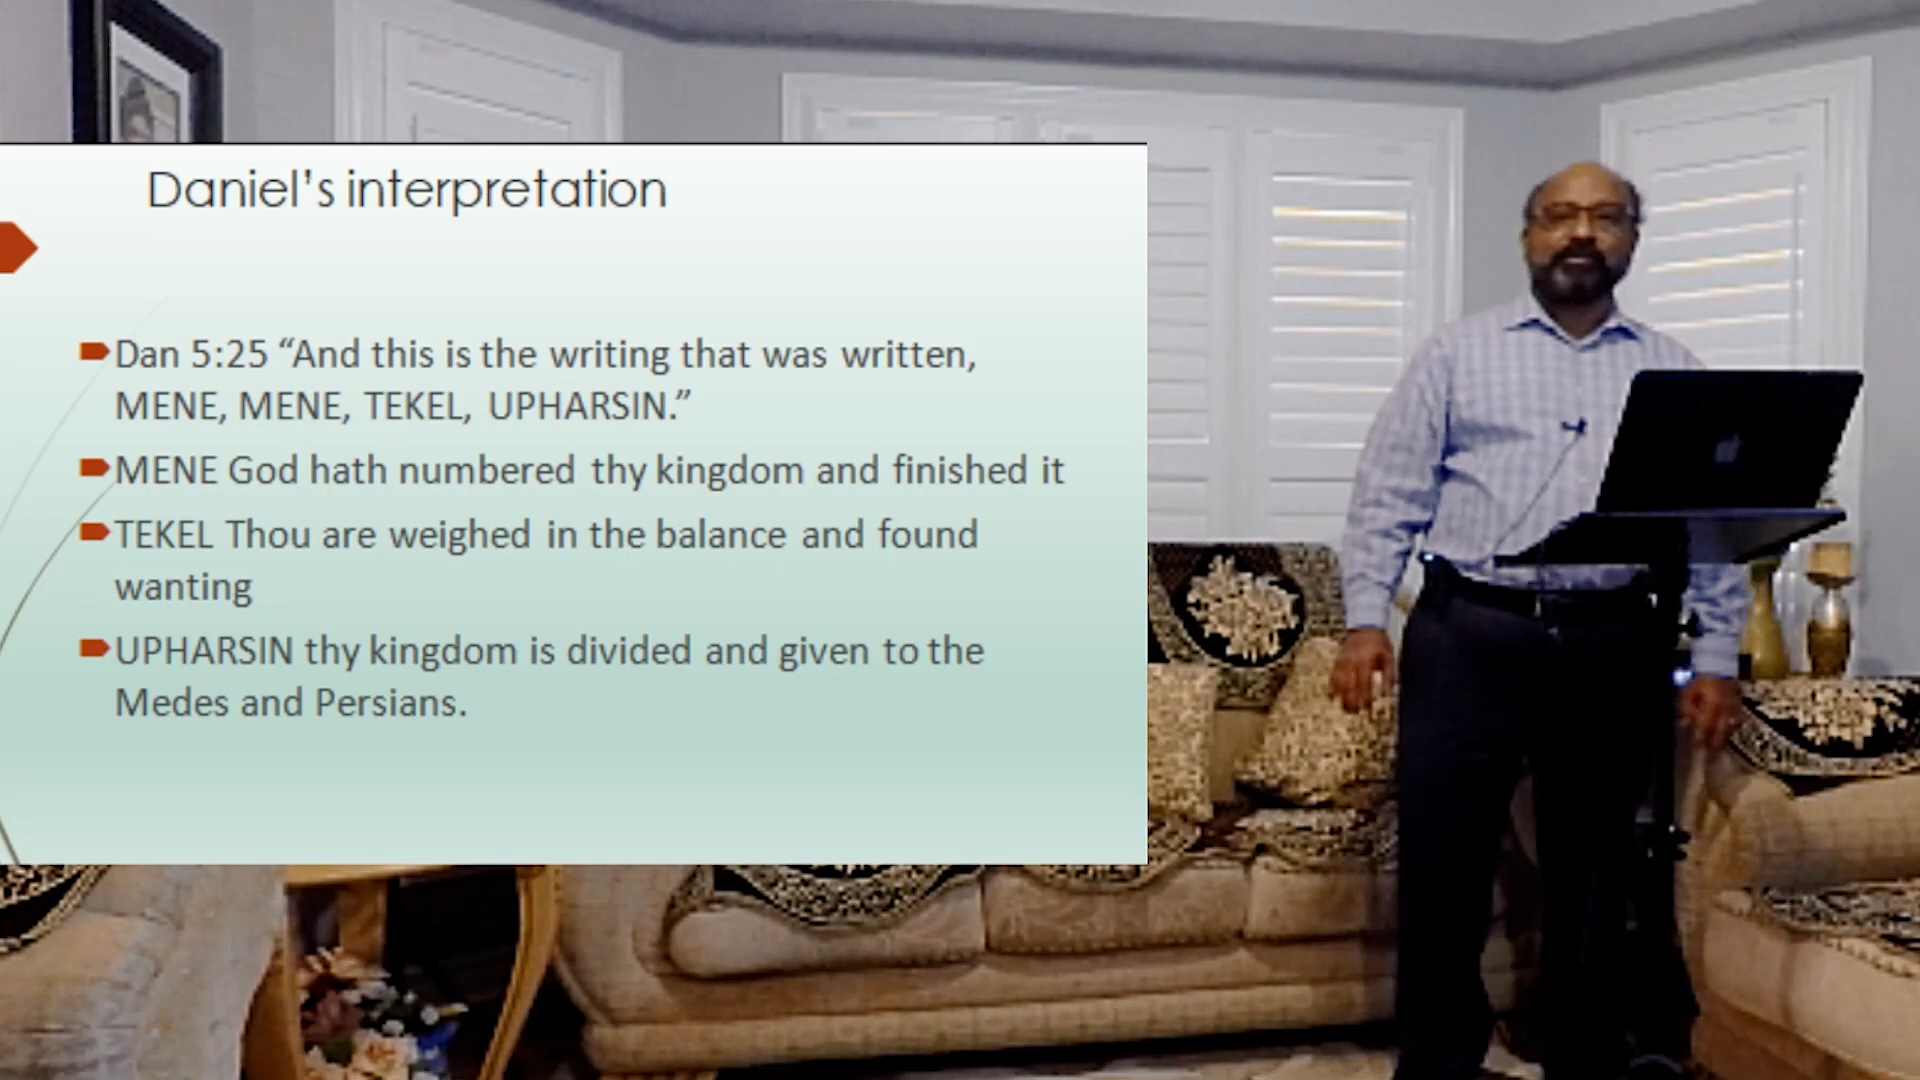 Daniel’s interpretation
Dan 5:25 “And this is the writing that was written,
MENE, MENE, TEKEL, UPHARSIN.”
MENE God hath numbered thy kingdom and finished it
TEKEL Thou are weighed in the balance and found
wanting
UPHARSIN thy kingdom is divided and given to the
Medes and Persians.